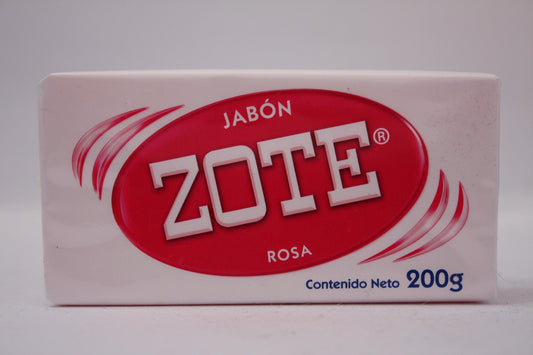 JABÓN
ZOTE®
ROSA
Contenido Neto 200g